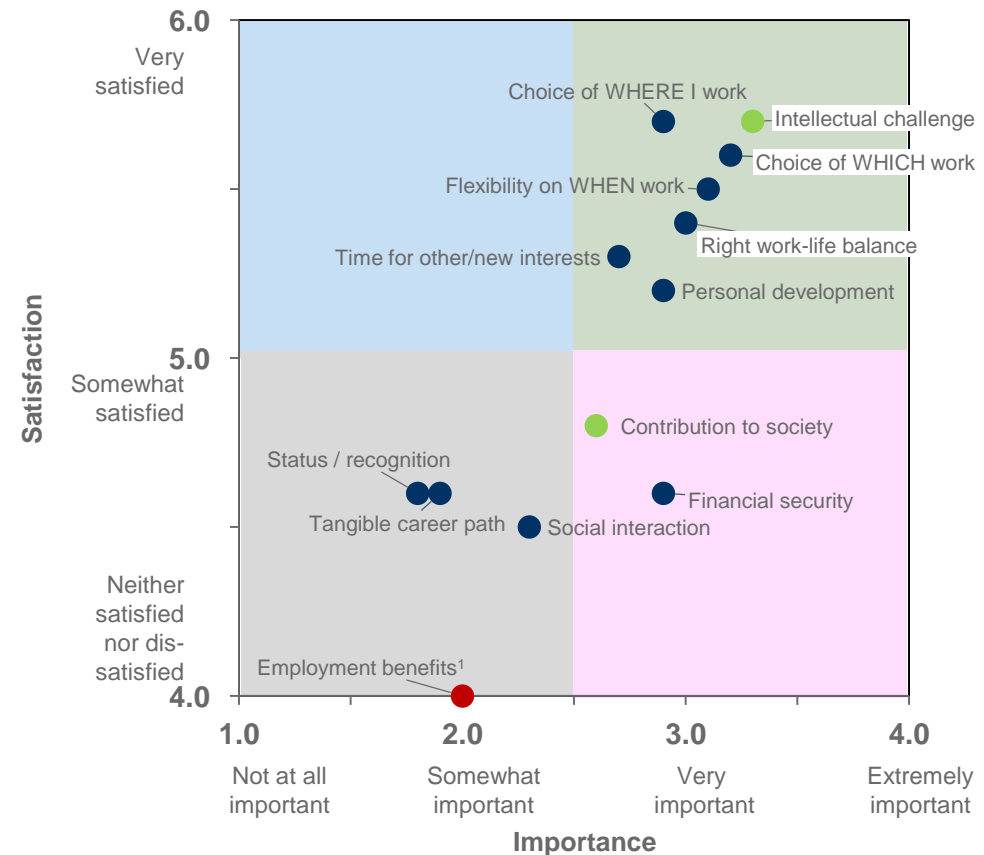 6.0
Very
satisfied
Choice of WHERE I work
Intellectual challenge
Choice of WHICH work
Flexibility on WHEN work
Right work-life balance
Time for other/new interests
Personal development
Satisfaction
5.0
Somewhat
satisfied
Contribution to society
Status / recognition
Financial security
Tangible career path
Social interaction
Neither
satisfied
nor dis-
satisfied
Employment benefits¹
4.0
1.0
2.0
3.0
4.0
Not at all
important
Somewhat
important
Very
important
Extremely
important
Importance